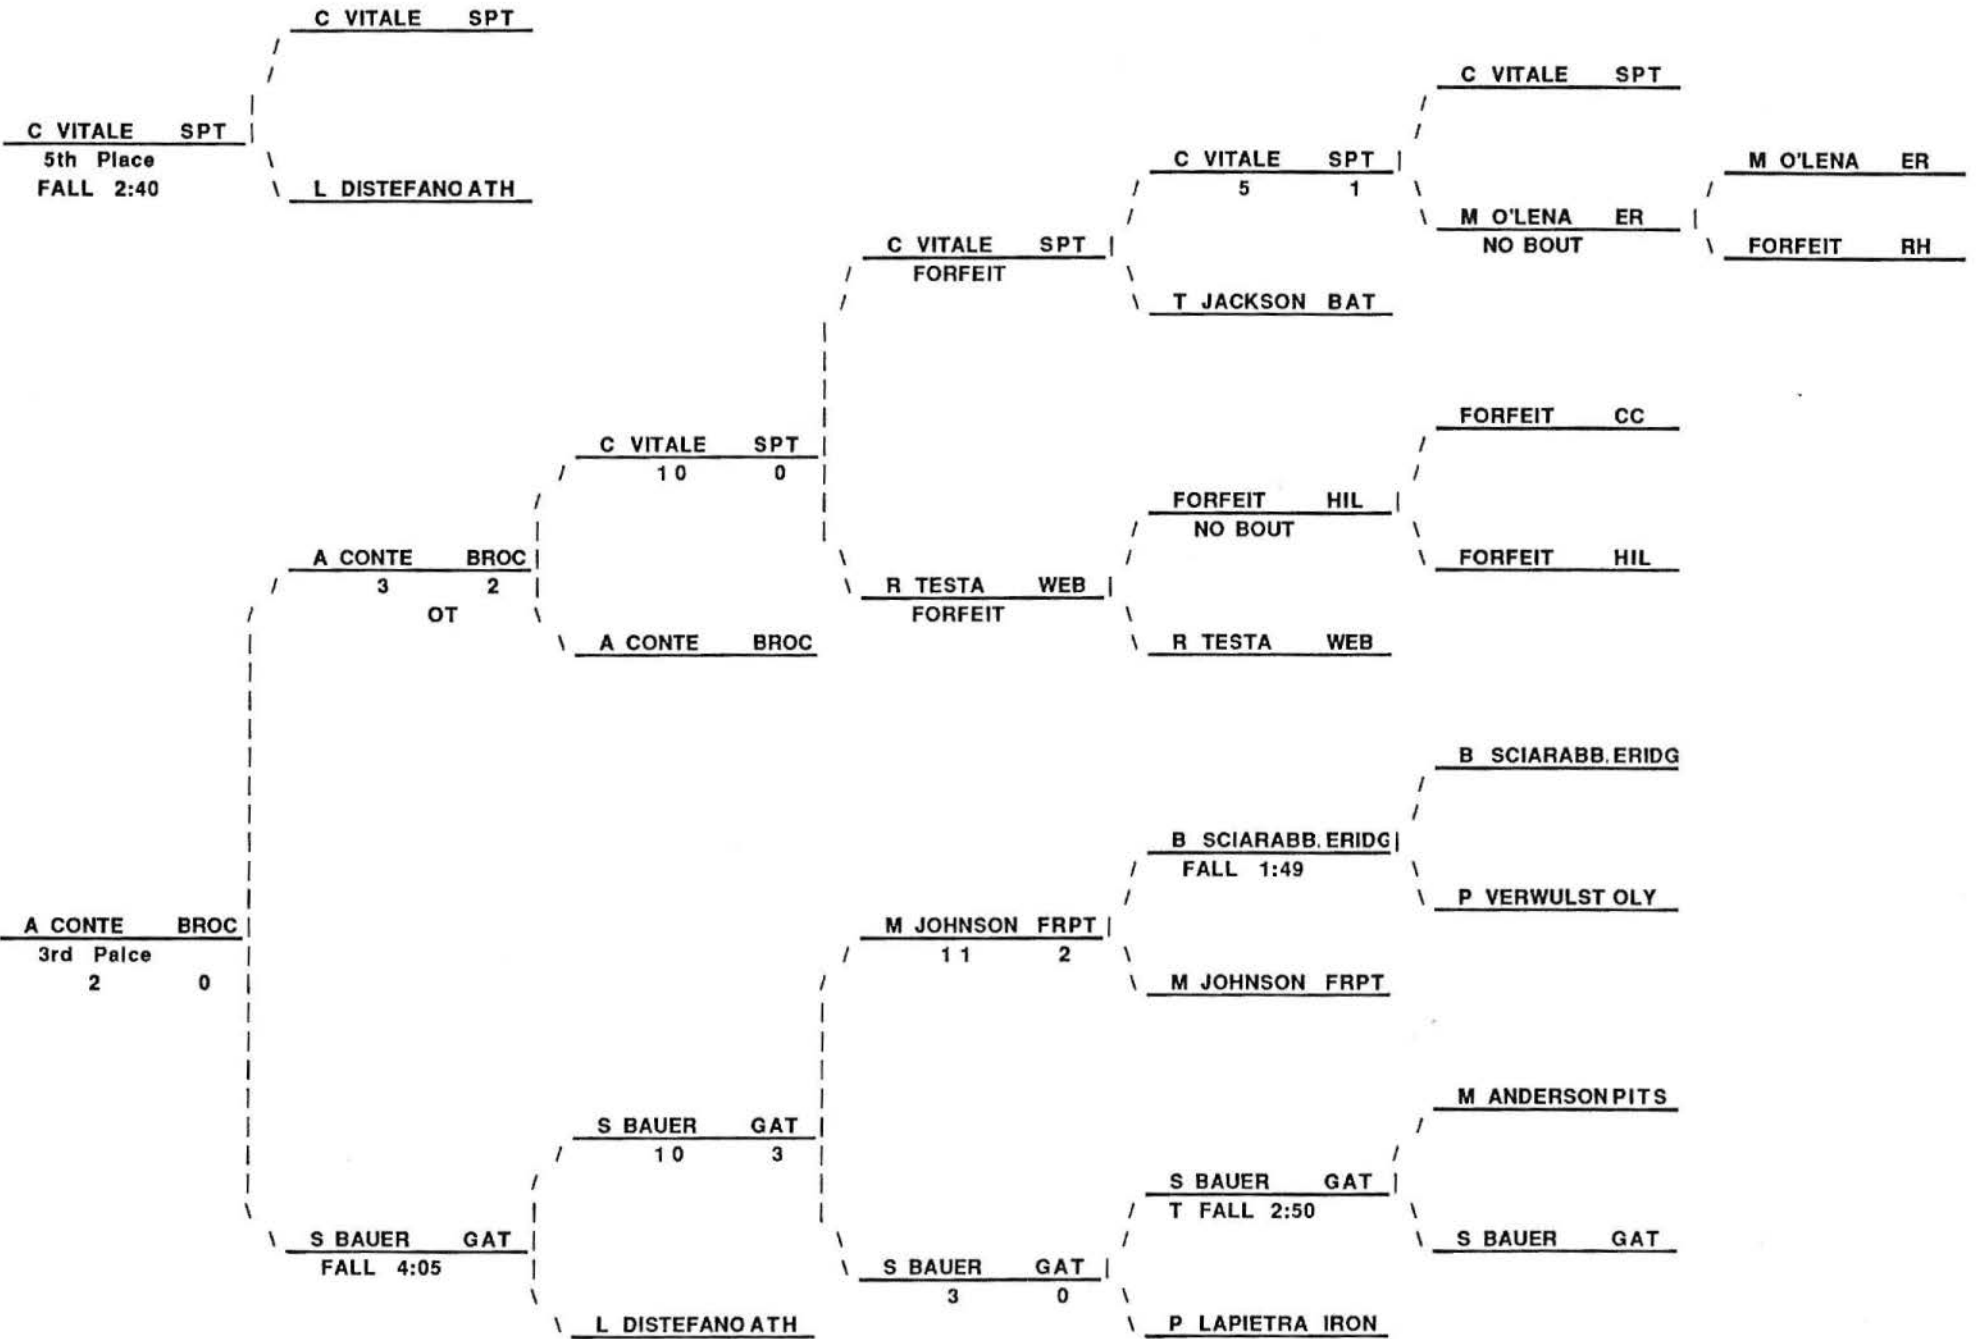 C VITALE SPT
C VITALE SPT
C VITALE SPT
5th Place
FALL 2:40
L DISTEFANO ATH
C VITALE SPT
5 1
M O'LENA ER
M O'LENA ER
NO BOUT
FORFEIT RH
C VITALE SPT
FORFEIT
T JACKSON BAT
FORFEIT CC
C VITALE SPT
10 0
FORFEIT HIL
NO BOUT
A CONTE BROC
3 2
OT
FORFEIT HIL
R TESTA WEB
FORFEIT
A CONTE BROC
R TESTA WEB
B SCIARABB. ERIDG
B SCIARABB. ERIDG
FALL 1:49
P VERWULST OLY
A CONTE BROC
3rd Palce
2 0
M JOHNSON FRPT
11 2
M JOHNSON FRPT
M ANDERSON PITS
S BAUER GAT
10 3
S BAUER GAT
T FALL 2:50
S BAUER GAT
FALL 4:05
S BAUER GAT
S BAUER GAT
3 0
L DISTEFANO ATH
P LAPIETRA IRON